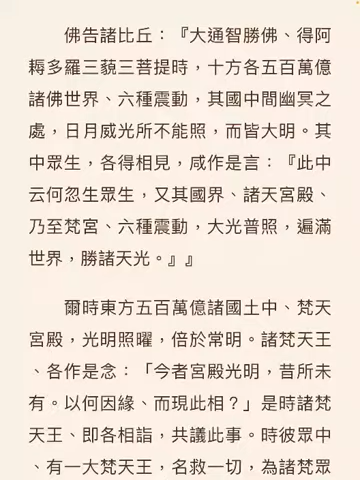 佛告諸比丘：『大通智勝佛、得阿
耨多羅三藐三菩提時，十方各五百萬億
諸佛世界、六種震動，其國中間幽冥之
處，日月威光所不能照，而皆大明。其
中眾生，各得相見，咸作是言：『此中
云何忽生眾生，又其國界、諸天宮殿、
乃至梵宮、六種震動，大光普照，遍滿
世界，勝諸天光。』』
爾時東方五百萬億諸國土中、梵天
宮殿，光明照曜，倍於常明。諸梵天王
、各作是念：「今者宮殿光明，昔所未
有。以何因緣、而現此相？」是時諸梵
天王、即各相詣，共議此事。時彼眾中
、有一大梵天王，名救一切，為諸梵眾